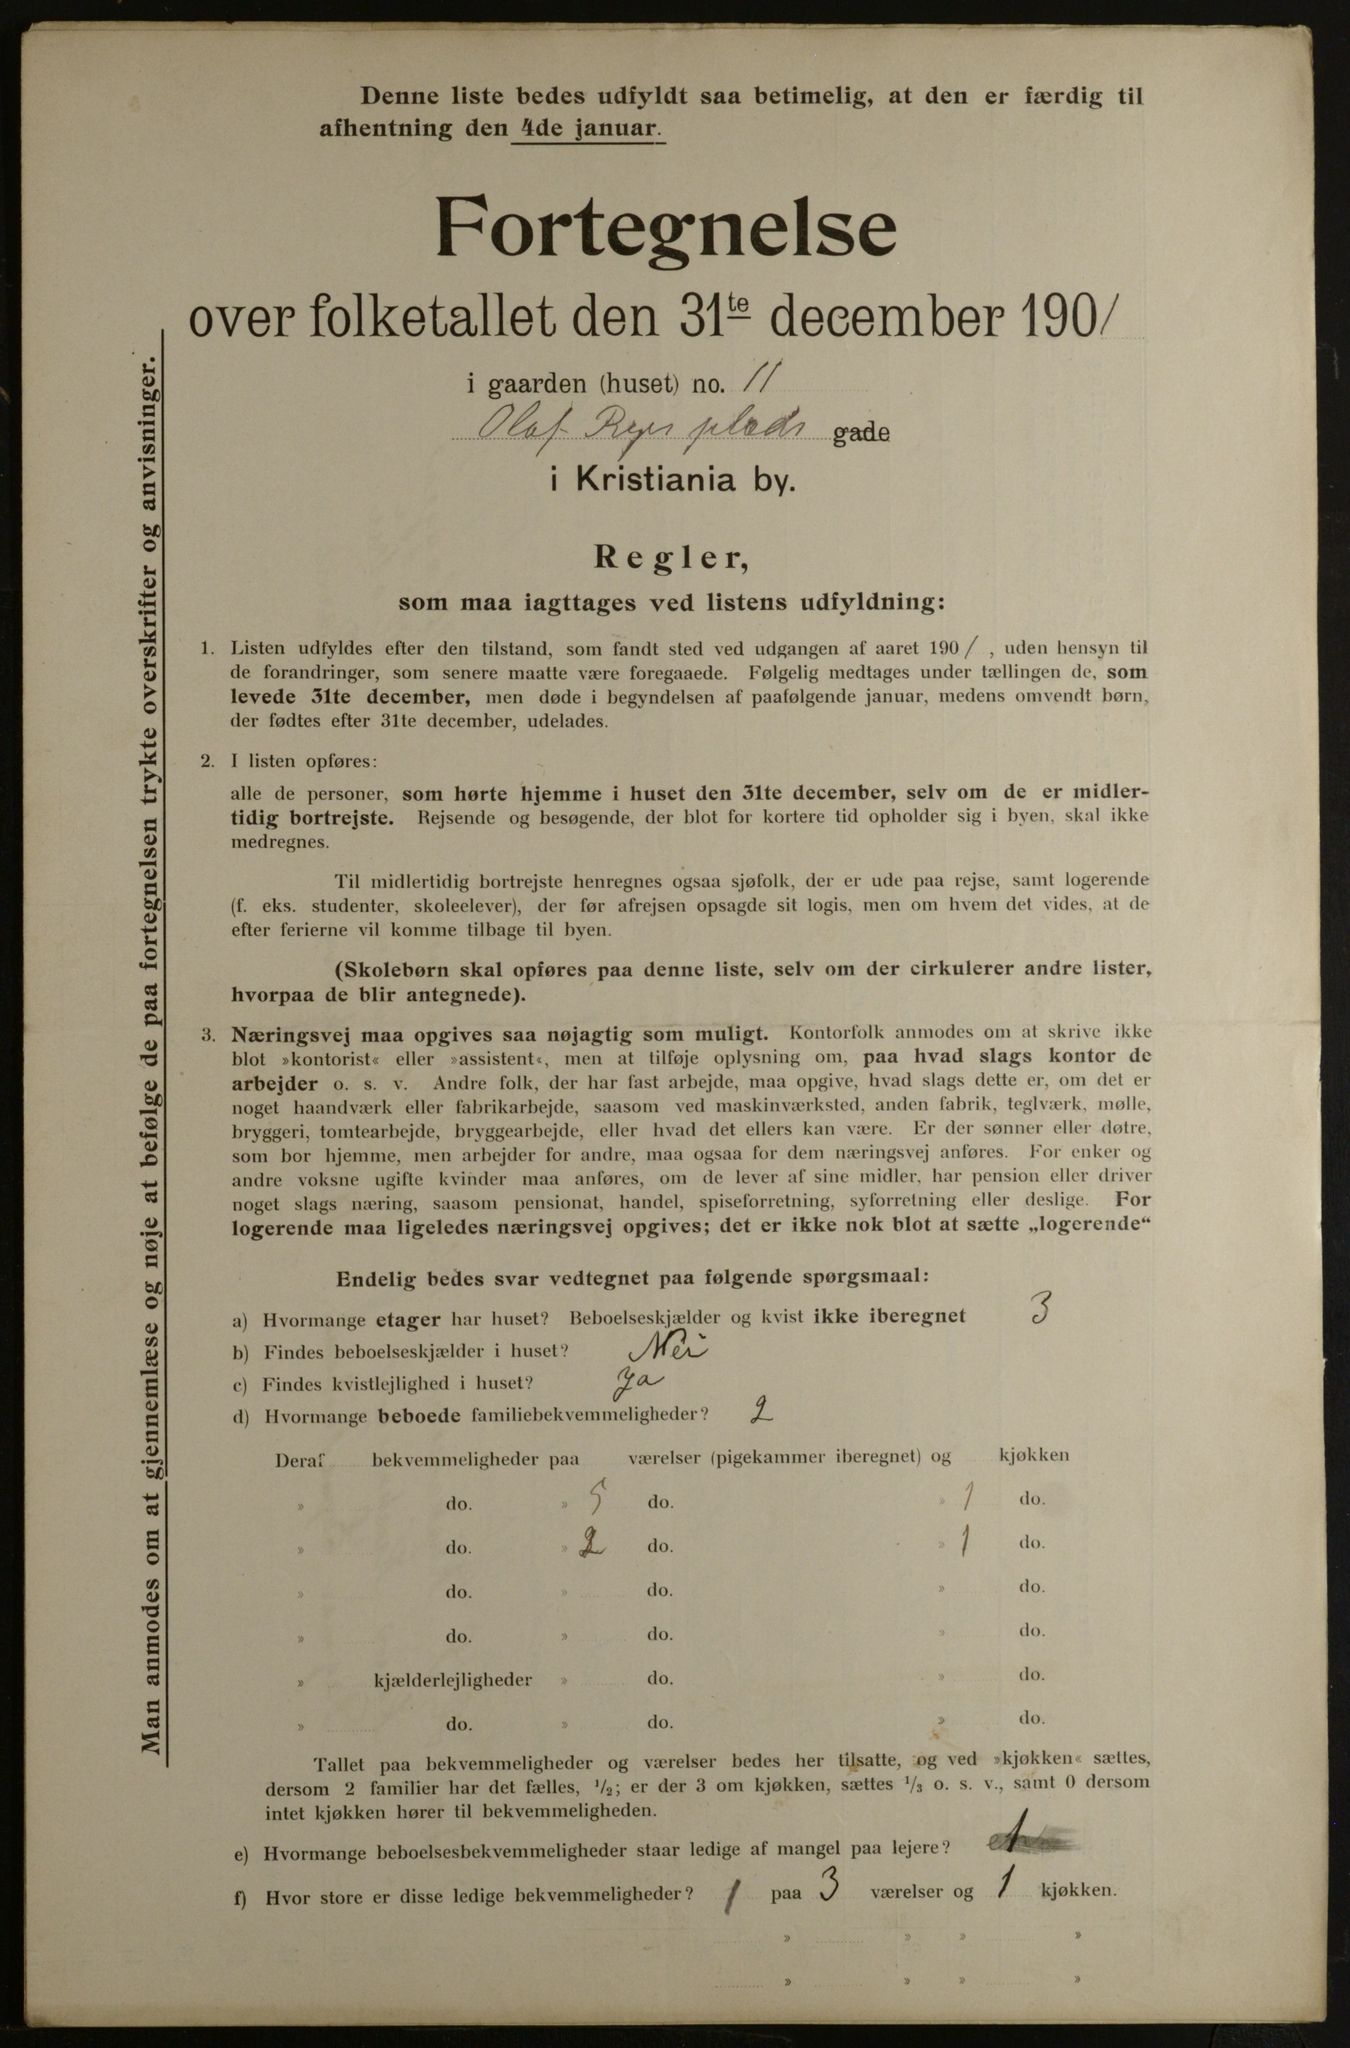 Denne liste bedes udfyldt saa betimelig, at den er færdig til
afhentning den 4de januar.
Fortegnelse
over folketallet den 31te december 1901
i gaarden (huset) no. 11
Olaf Ryes plads gade
i Kristiania by.
Regler,
som maa iagttages ved listens udfyldning:
1. Listen udfyldes efter den tilstand, som fandt sted ved udgangen af aaret 1901, uden hensyn til
de forandringer, som senere maatte være foregaaede. Følgelig medtages under tællingen de, som
levede 31te december, men døde i begyndelsen af paafølgende januar, medens omvendt børn,
der fødtes efter 31te december, udelades.
2. I listen opføres:
alle de personer, som hørte hjemme i huset den 31te december, selv om de er midler-
tidig bortrejste. Rejsende og besøgende, der blot for kortere tid opholder sig i byen, skal ikke
medregnes.
Til midlertidig bortrejste henregnes ogsaa sjøfolk, der er ude paa rejse, samt logerende
(f. eks. studenter, skoleelever), der før afrejsen opsagde sit logis, men om hvem det vides, at de
efter ferierne vil komme tilbage til byen.
(Skolebørn skal opføres paa denne liste, selv om der cirkulerer andre lister,
hvorpaa de blir antegnede).
3. Næringsvej maa opgives saa nøjagtig som muligt. Kontorfolk anmodes om at skrive ikke
blot »kontorist« eller »assistent«, men at tilføje oplysning om, paa hvad slags kontor de
arbejder o. s. v. Andre folk, der har fast arbejde, maa opgive, hvad slags dette er, om det er
noget haandværk eller fabrikarbejde, saasom ved maskinværksted, anden fabrik, teglværk, mølle,
bryggeri, tomtearbejde, bryggearbejde, eller hvad det ellers kan være. Er der sønner eller døtre,
som bor hjemme, men arbejder for andre, maa ogsaa for dem næringsvej anføres. For enker og
andre voksne ugifte kvinder maa anføres, om de lever af sine midler, har pension eller driver
noget slags næring, saasom pensionat, handel, spiseforretning, syforretning eller deslige. For
logerende maa ligeledes næringsvej opgives; det er ikke nok blot at sætte „logerende“
Endelig bedes svar vedtegnet paa følgende spørgsmaal:
a) Hvormange etager har huset? Beboelseskjælder og kvist ikke iberegnet 3
b) Findes beboelseskjælder i huset? Nei
c) Findes kvistlejlighed i huset? Ja
d) Hvormange beboede familiebekvemmeligheder? 2
Deraf bekvemmeligheder paa værelser (pigekammer iberegnet) og kjøkken
» do. » 5 do. » 1 do.
» do. » 2 do. » 1 do.
» do. » do. » do.
» do. » do. » do.
» kjælderlejligheder » do. » do.
» do. » do. » do.
Tallet paa bekvemmeligheder og værelser bedes her tilsatte, og ved »kjøkken« sættes,
dersom 2 familier har det fælles, 1/2; er der 3 om kjøkken, sættes 1/3 o. s. v., samt 0 dersom
intet kjøkken hører til bekvemmeligheden.
e) Hvormange beboelsesbekvemmeligheder staar ledige af mangel paa lejere? 1
f) Hvor store er disse ledige bekvemmeligheder? 1 paa 3 værelser og 1 kjøkken.
» » » »
» » » »
Man anmodes om at gjennemlæse og nøje at befølge de paa fortegnelsen trykte overskrifter og anvisninger.